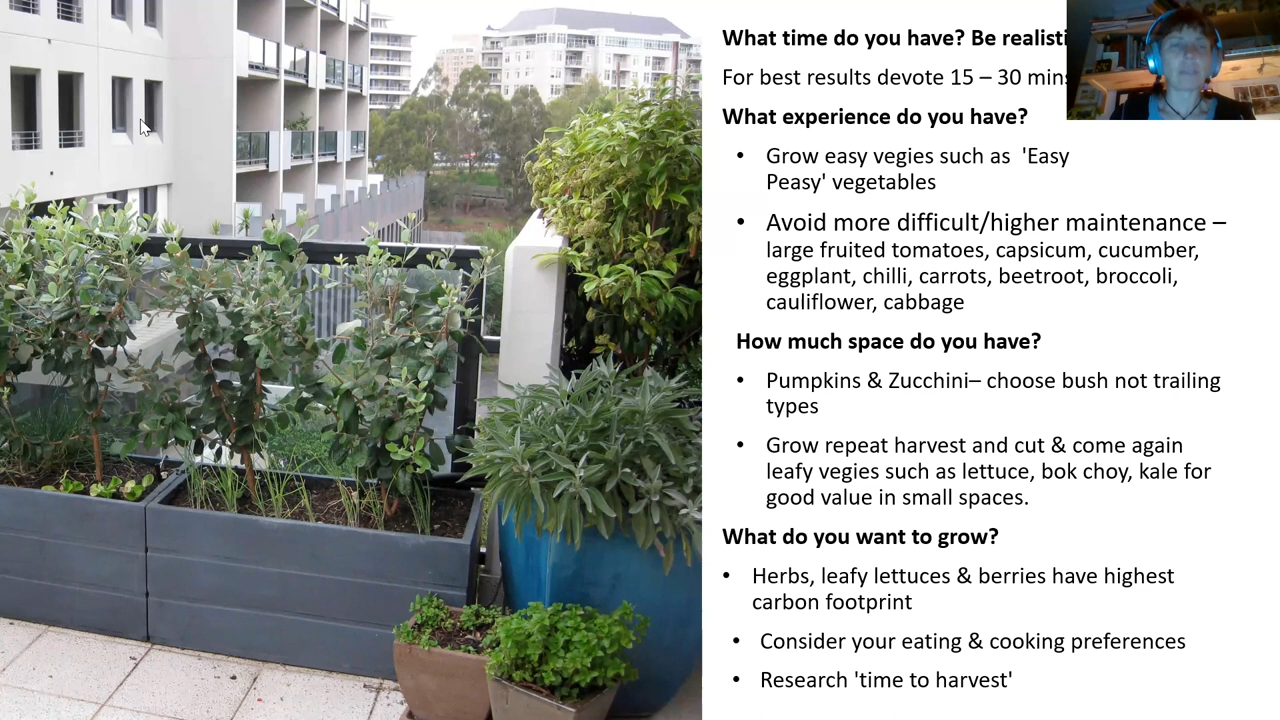 What time do you have? Be realisti
For best results devote 15 – 30 mins
What experience do you have?
• Grow easy vegies such as 'Easy
Peasy' vegetables
• Avoid more difficult/higher maintenance –
large fruited tomatoes, capsicum, cucumber,
eggplant, chilli, carrots, beetroot, broccoli,
cauliflower, cabbage
How much space do you have?
• Pumpkins & Zucchini– choose bush not trailing
types
• Grow repeat harvest and cut & come again
leafy vegies such as lettuce, bok choy, kale for
good value in small spaces.
What do you want to grow?
• Herbs, leafy lettuces & berries have highest
carbon footprint
• Consider your eating & cooking preferences
• Research 'time to harvest'